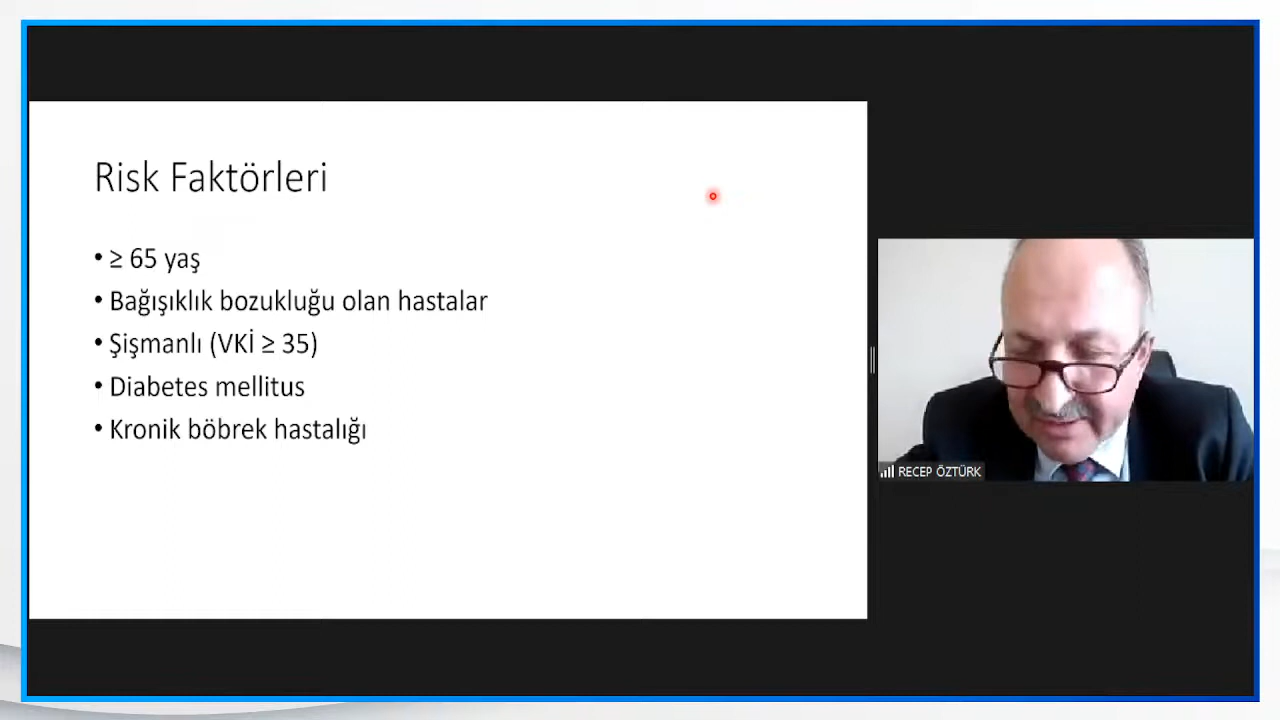 Risk Faktörleri
• ≥ 65 yaş
• Bağışıklık bozukluğu olan hastalar
• Şişmanlı (VKİ ≥ 35)
• Diabetes mellitus
• Kronik böbrek hastalığı
RECEP ÖZTÜRK